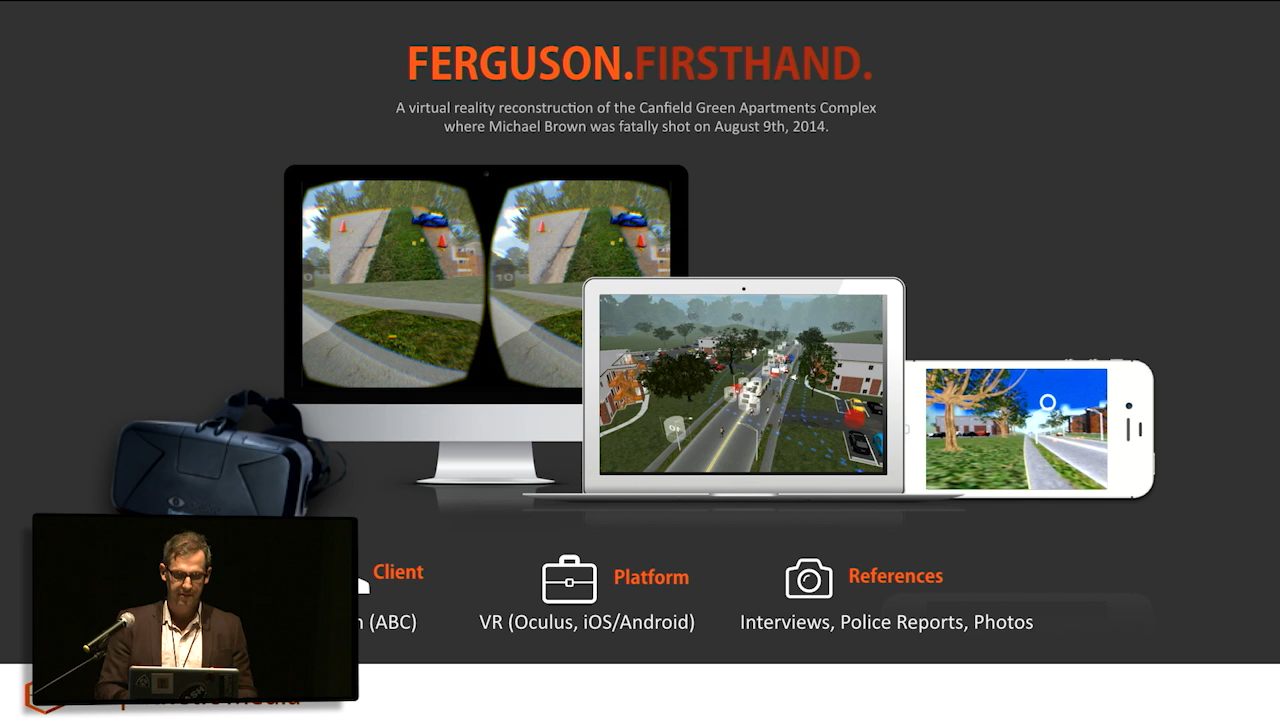 FERGUSON.FIRSTHAND.
A virtual reality reconstruction of the Canfield Green Apartments Complex
where Michael Brown was fatally shot on August 9th, 2014.
Client
Platform
References
(ABC)
VR (Oculus, iOS/Android)
Interviews, Police Reports, Photos